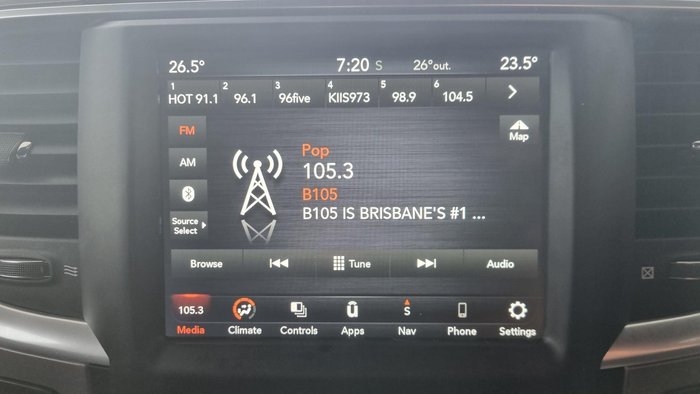 26.5° 7:20 S 26°out. 23.5°
1 2 3 4 5 6
HOT 91.1 96.1 96five KIIS973 98.9 104.5
FM
Map
AM
Pop
105.3
B105
B105 IS BRISBANE'S #1 ...
Source
Select
Browse Tune Audio
105.3 S
Media Climate Controls Apps Nav Phone Settings